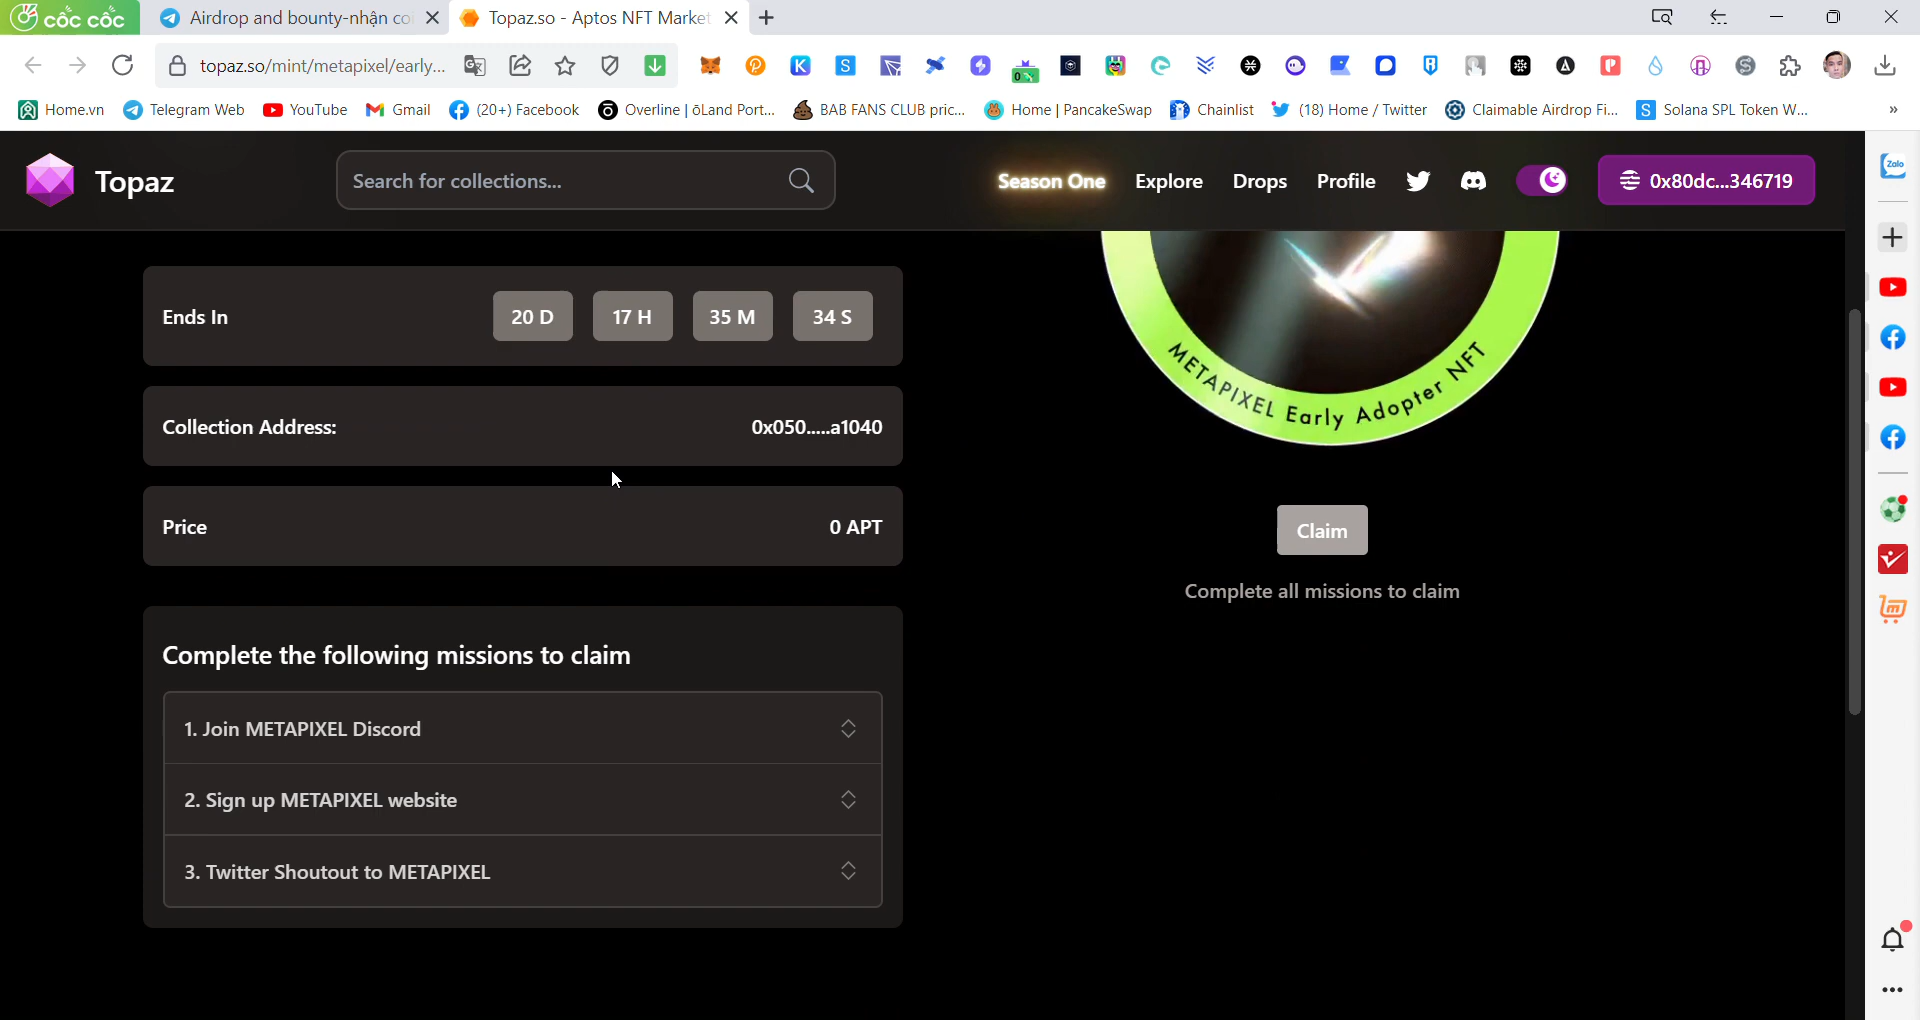 cốc cốc
Airdrop and bounty-nhận co
Topaz.so - Aptos NFT Market
topaz.so/mint/metapixel/early...
Home.vn
Telegram Web
YouTube
Gmail
(20+) Facebook
Overline | ōLand Port...
BAB FANS CLUB pric...
Home | PancakeSwap
Chainlist
(18) Home / Twitter
Claimable Airdrop Fi...
Solana SPL Token W...
»
Topaz
Search for collections...
Season One
Explore
Drops
Profile
0x80dc...346719
Zalo
Ends In
20 D
17 H
35 M
34 S
METAPIXEL Early Adopter NFT
Collection Address:
0x050.....a1040
Price
0 APT
Claim
Complete all missions to claim
Complete the following missions to claim
1. Join METAPIXEL Discord
2. Sign up METAPIXEL website
3. Twitter Shoutout to METAPIXEL